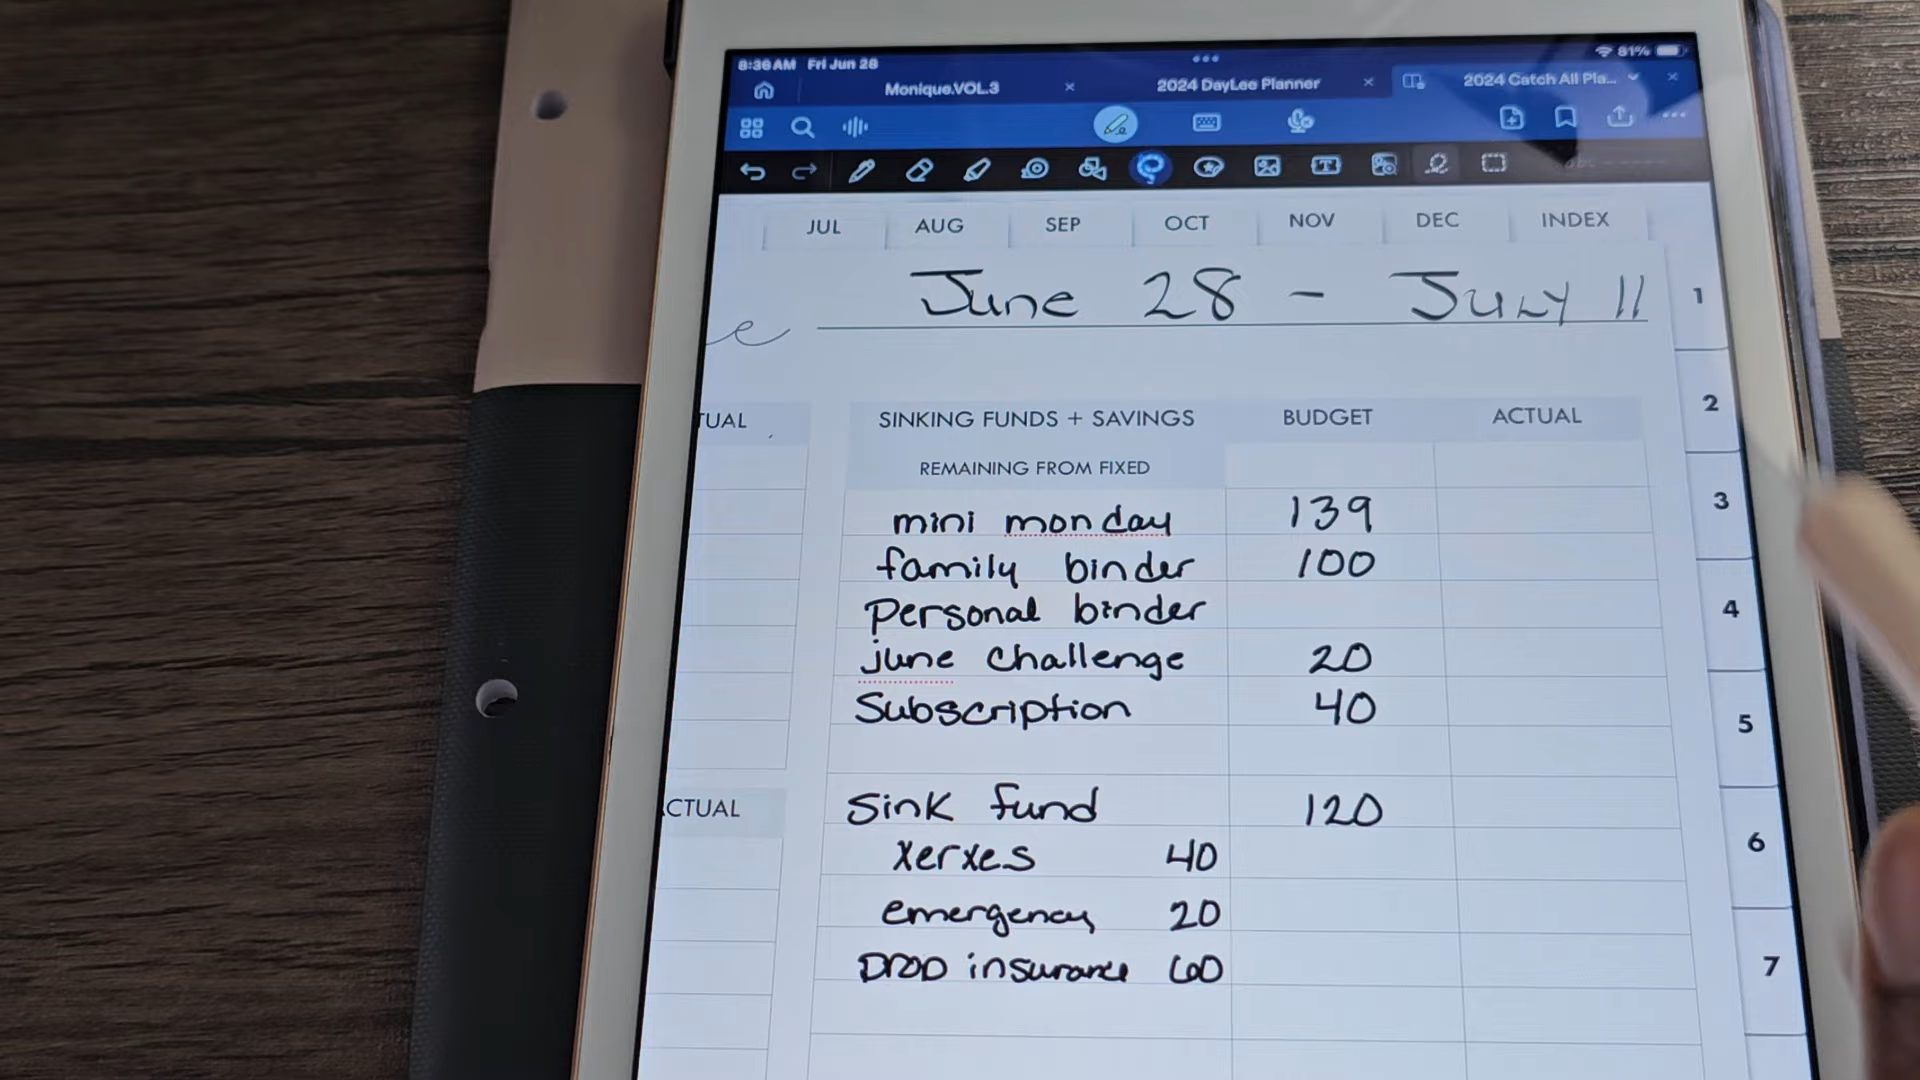 8:36AM Fri Jun 28
81%
Monique.VOL.3
2024 DayLee Planner
2024 Catch All Pla...
JUL AUG SEP OCT NOV DEC INDEX
June 28 - July 11
e
TUAL
SINKING FUNDS + SAVINGS BUDGET ACTUAL
REMAINING FROM FIXED
mini monday 139
family binder 100
Personal binder
june challenge 20
Subscription 40
Sink fund 120
xerxes 40
emergency 20
prop insurance 60
CTUAL
1
2
3
4
5
6
7